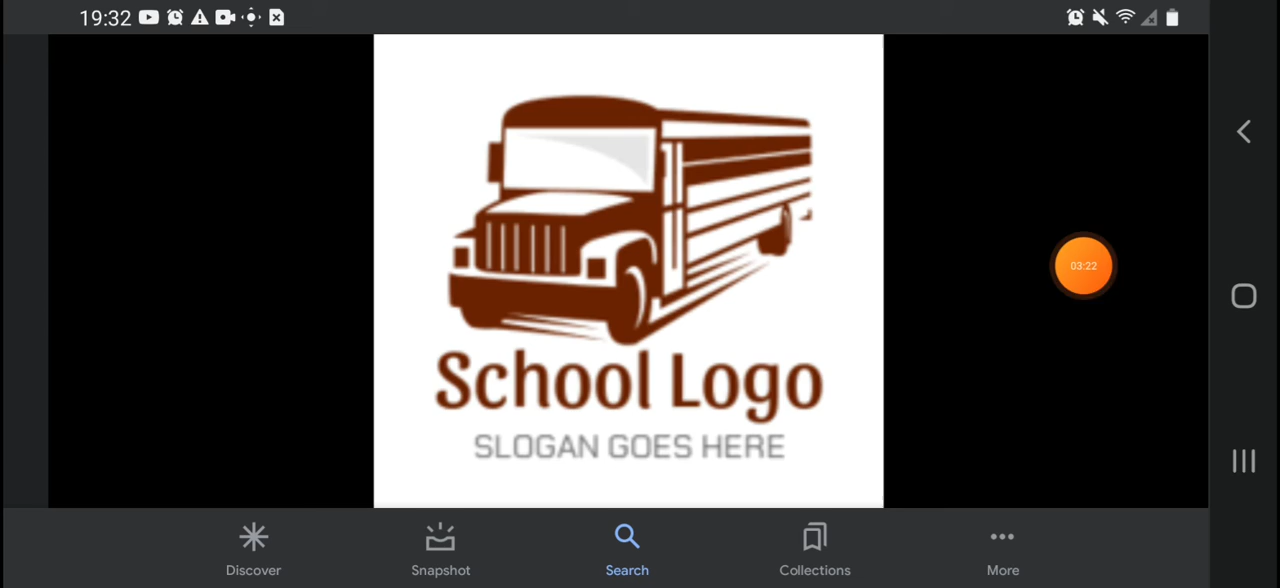 19:32
03:22
School Logo
SLOGAN GOES HERE
Discover
Snapshot
Search
Collections
More